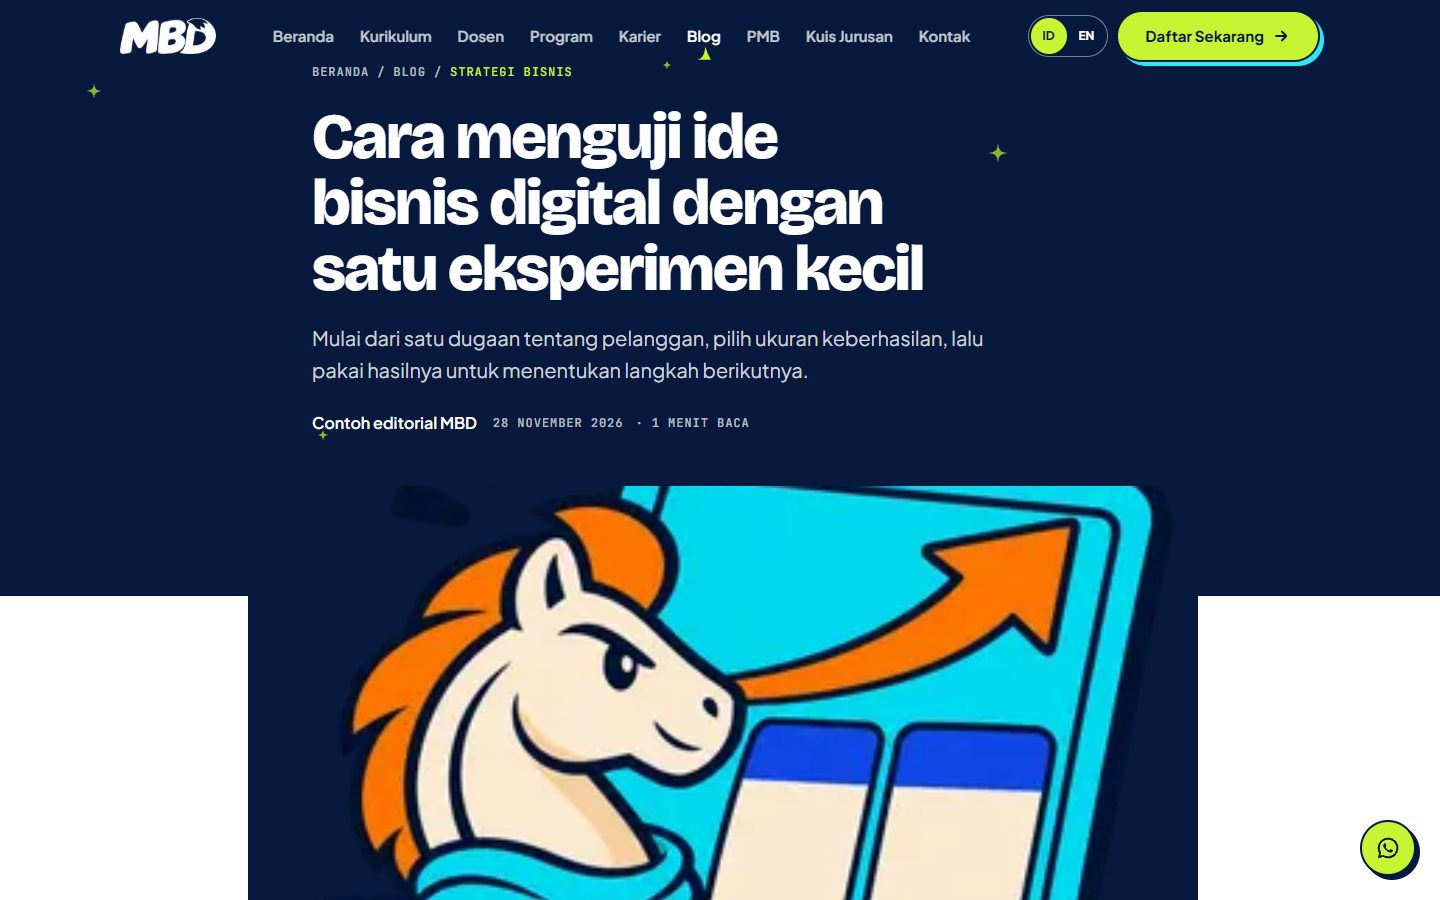 MBD
Beranda
Kurikulum
Dosen
Program
Karier
Blog
PMB
Kuis Jurusan
Kontak
ID
EN
Daftar Sekarang
BERANDA / BLOG / STRATEGI BISNIS
Cara menguji ide
bisnis digital dengan
satu eksperimen kecil
Mulai dari satu dugaan tentang pelanggan, pilih ukuran keberhasilan, lalu
pakai hasilnya untuk menentukan langkah berikutnya.
Contoh editorial MBD 28 NOVEMBER 2026 · 1 MENIT BACA